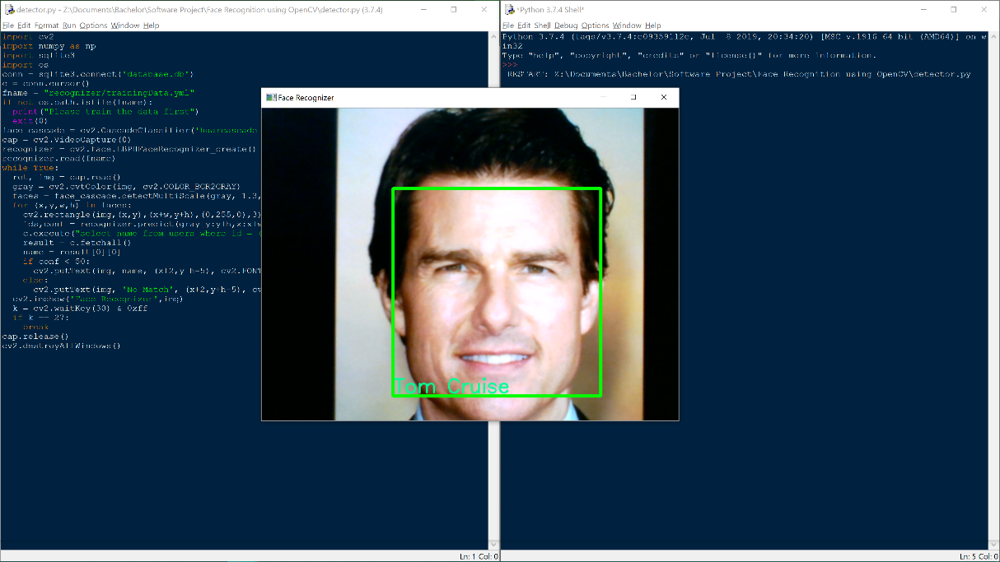 detector.py - Z:\Documents\Bachelor\Software Project\Face Recognition using OpenCV\detector.py (3.7.4)
File Edit Format Run Options Window Help
import cv2
import numpy as np
import sqlite3
import os
conn = sqlite3.connect('database.db')
c = conn.cursor()
fname = "recognizer/trainingData.yml"
if not os.path.isfile(fname):
  print("Please train the data first")
  exit(0)
face_cascade = cv2.CascadeClassifier('haarcascade
cap = cv2.VideoCapture(0)
recognizer = cv2.face.LBPHFaceRecognizer_create()
recognizer.read(fname)
while True:
  ret, img = cap.read()
  gray = cv2.cvtColor(img, cv2.COLOR_BGR2GRAY)
  faces = face_cascade.detectMultiScale(gray, 1.3,
  for (x,y,w,h) in faces:
    cv2.rectangle(img,(x,y),(x+w,y+h),(0,255,0),3)
    ids,conf = recognizer.predict(gray[y:y+h,x:x+w
    c.execute("select name from users where id = (
    result = c.fetchall()
    name = result[0][0]
    if conf < 50:
      cv2.putText(img, name, (x+2,y+h-5), cv2.FONT
    else:
      cv2.putText(img, 'No Match', (x+2,y+h-5), cv
  cv2.imshow('Face Recognizer',img)
  k = cv2.waitKey(30) & 0xff
  if k == 27:
    break
cap.release()
cv2.destroyAllWindows()
Ln: 1 Col: 0
Face Recognizer
Tom Cruise
*Python 3.7.4 Shell*
File Edit Shell Debug Options Window Help
Python 3.7.4 (tags/v3.7.4:e09359112e, Jul  8 2019, 20:34:20) [MSC v.1916 64 bit (AMD64)] on w
in32
Type "help", "copyright", "credits" or "license()" for more information.
>>>
 RESTART: Z:\Documents\Bachelor\Software Project\Face Recognition using OpenCV\detector.py
Ln: 5 Col: 0